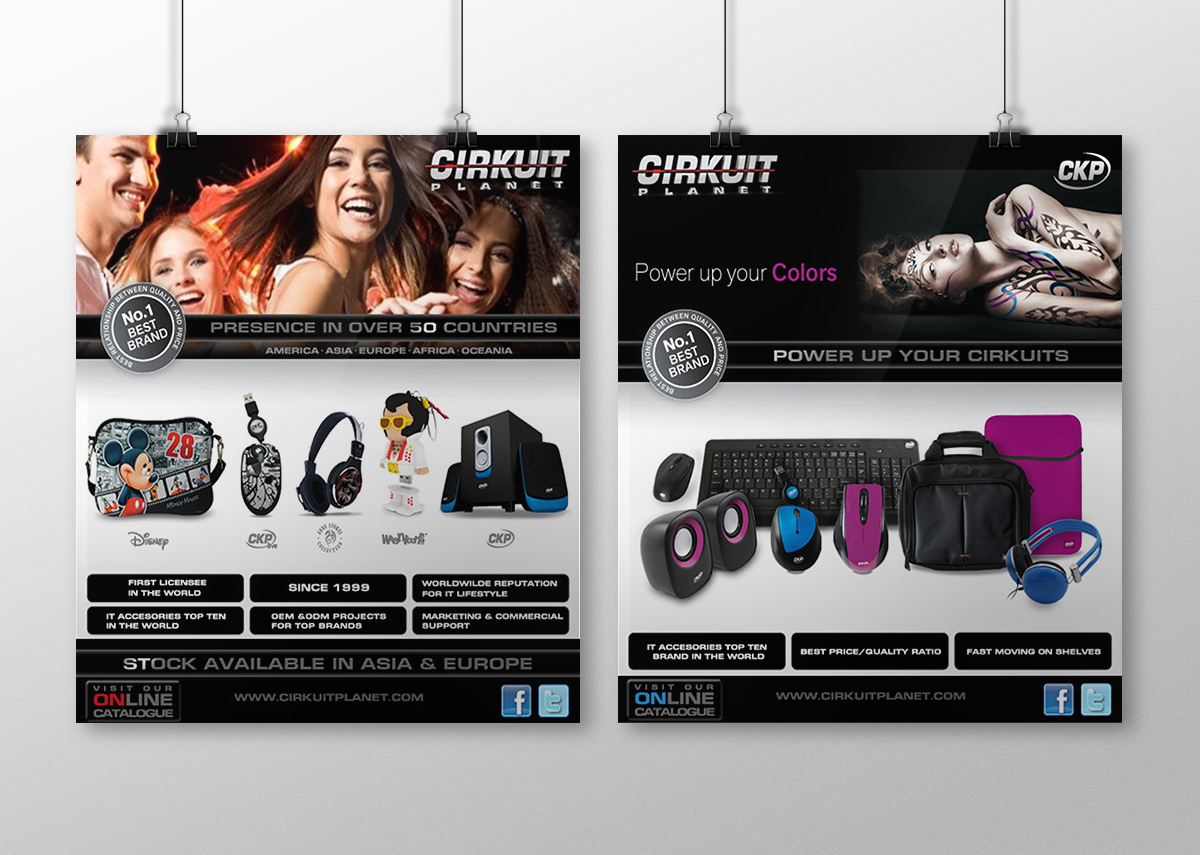 CIRKUIT
PLANET
BEST RELATIONSHIP BETWEEN QUALITY AND PRICE
No.1
BEST
BRAND
PRESENCE IN OVER 50 COUNTRIES
AMERICA · ASIA · EUROPE · AFRICA · OCEANIA
28
Mickey Mouse
Disney
CKP
CKP
FIRST LICENSEE
IN THE WORLD
SINCE 1999
WORLDWILDE REPUTATION
FOR IT LIFESTYLE
IT ACCESORIES TOP TEN
IN THE WORLD
OEM &ODM PROJECTS
FOR TOP BRANDS
MARKETING & COMMERCIAL
SUPPORT
STOCK AVAILABLE IN ASIA & EUROPE
VISIT OUR
ONLINE
CATALOGUE
WWW.CIRKUITPLANET.COM
f
t
CIRKUIT
PLANET
CKP
Power up your Colors
BEST RELATIONSHIP BETWEEN QUALITY AND PRICE
No.1
BEST
BRAND
POWER UP YOUR CIRKUITS
IT ACCESORIES TOP TEN
BRAND IN THE WORLD
BEST PRICE/QUALITY RATIO
FAST MOVING ON SHELVES
VISIT OUR
ONLINE
CATALOGUE
WWW.CIRKUITPLANET.COM
f
t